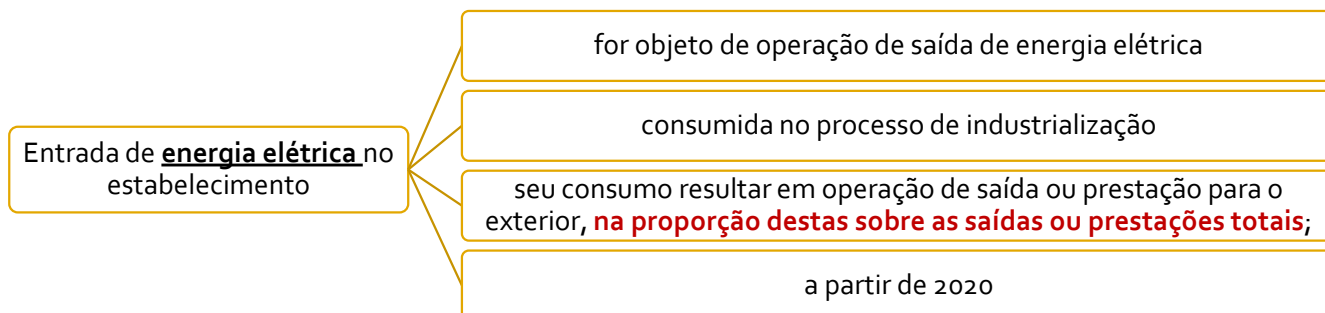 Entrada de energia elétrica no
estabelecimento
for objeto de operação de saída de energia elétrica
consumida no processo de industrialização
seu consumo resultar em operação de saída ou prestação para o
exterior, na proporção destas sobre as saídas ou prestações totais;
a partir de 2020